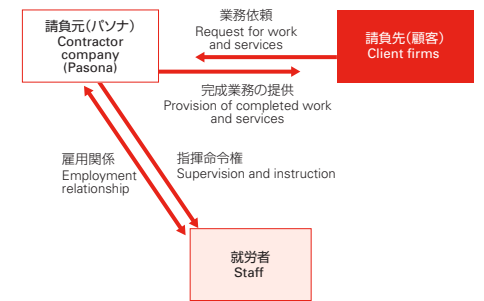 業務依頼
Request for work
and services
請負元（パソナ）
Contractor
company
(Pasona)
請負先（顧客）
Client firms
完成業務の提供
Provision of completed work
and services
雇用関係
Employment
relationship
指揮命令権
Supervision and instruction
就労者
Staff